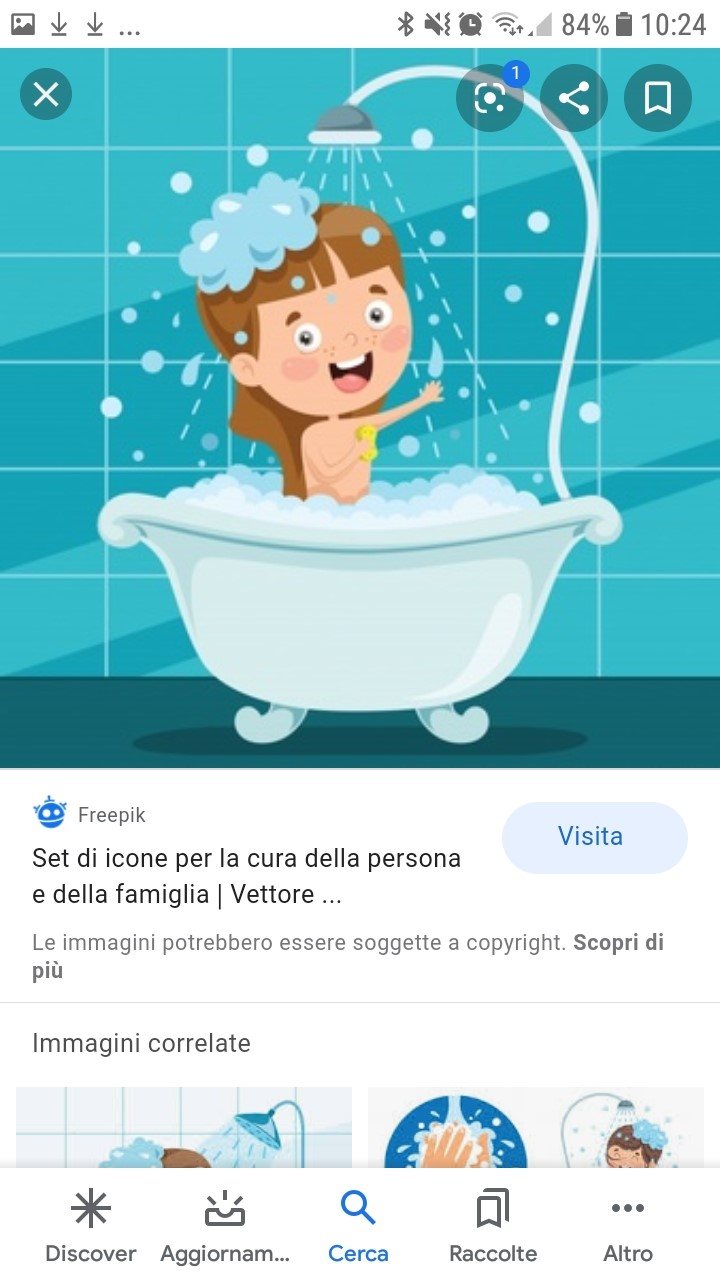 ... 84% 10:24
1
Freepik
Visita
Set di icone per la cura della persona
e della famiglia | Vettore ...
Le immagini potrebbero essere soggette a copyright. Scopri di
più
Immagini correlate
Discover Aggiornam... Cerca Raccolte Altro